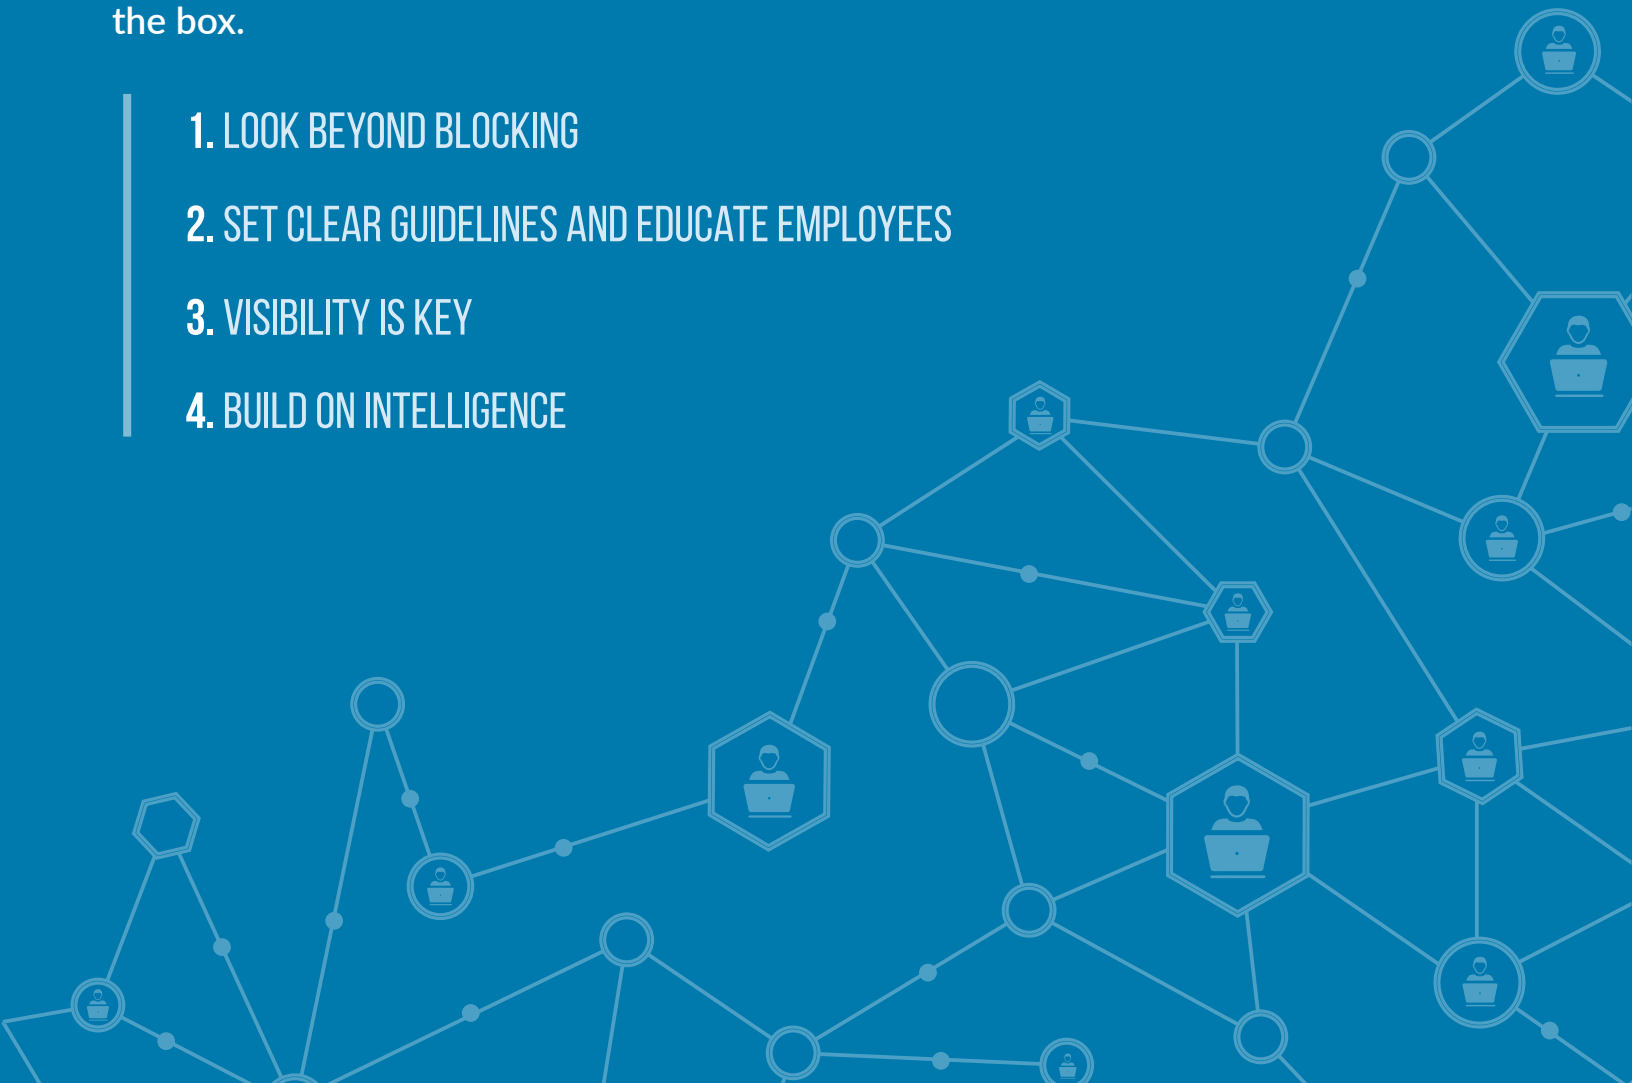 the box.
1. LOOK BEYOND BLOCKING
2. SET CLEAR GUIDELINES AND EDUCATE EMPLOYEES
3. VISIBILITY IS KEY
4. BUILD ON INTELLIGENCE